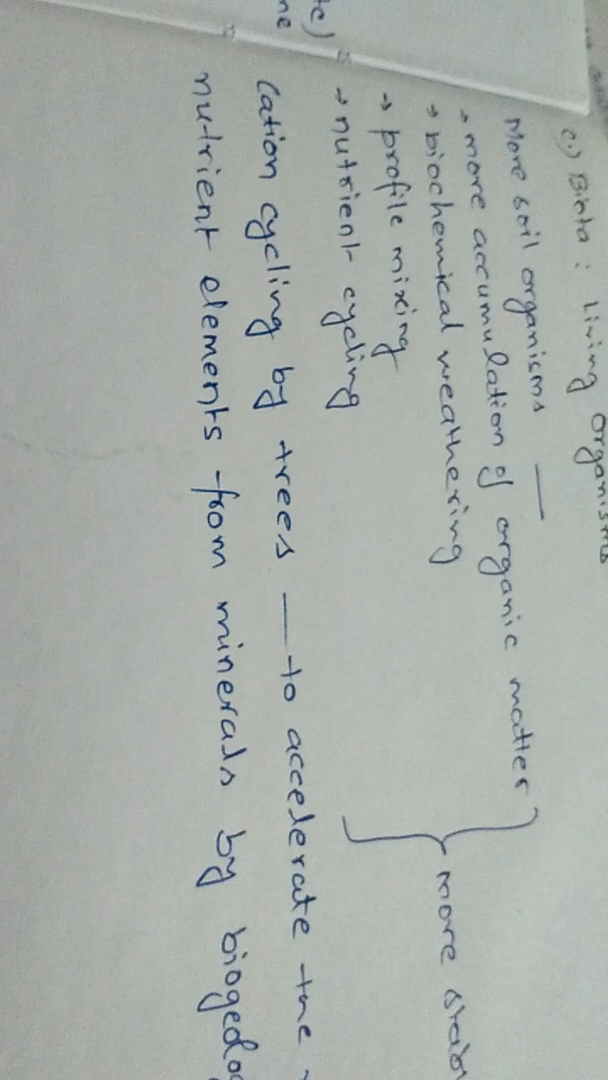 c.) Biota : living organisms
More soil organisms —
→ more accumulation of organic matter
→ biochemical weathering
→ profile mixing
→ nutrient cycling
more
Cation cycling by trees — to accelerate the
nutrient elements from minerals by